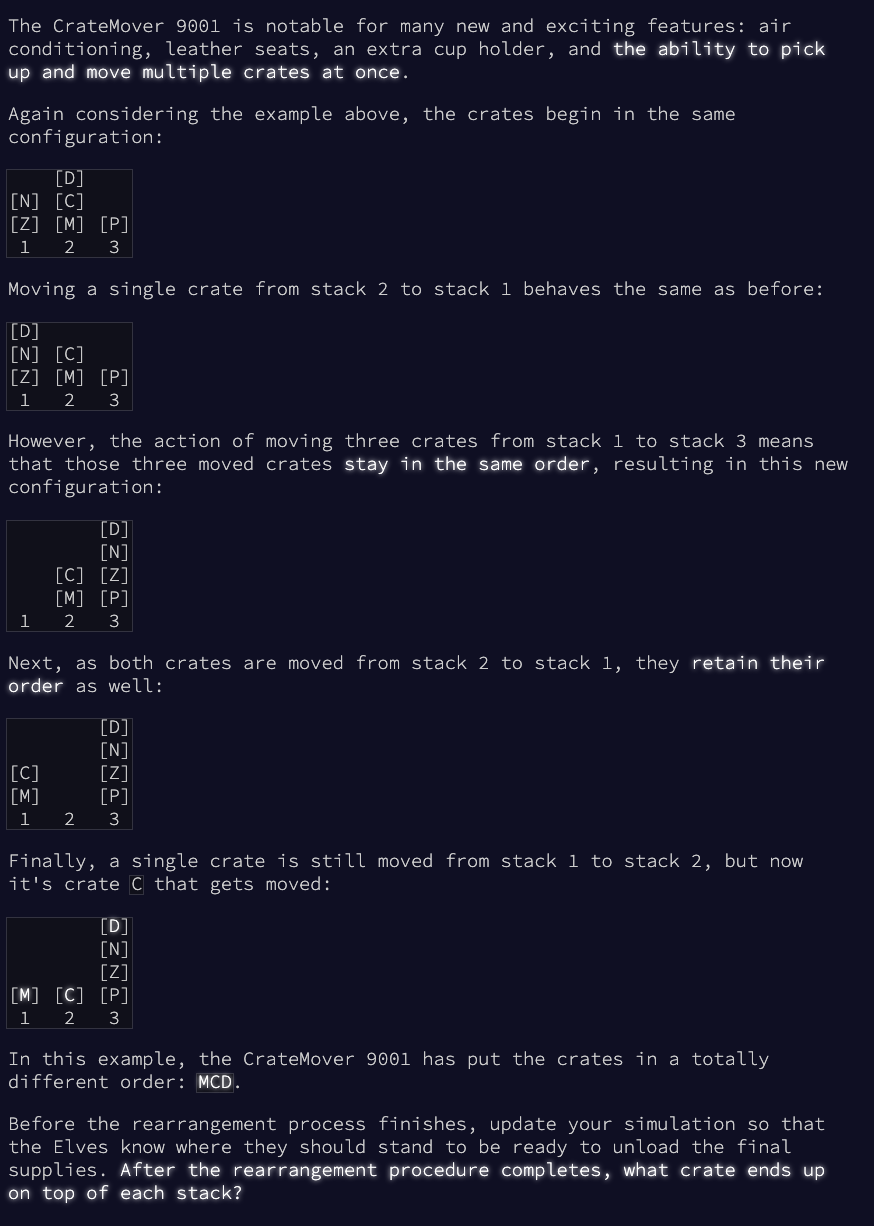 The CrateMover 9001 is notable for many new and exciting features: air
conditioning, leather seats, an extra cup holder, and the ability to pick
up and move multiple crates at once.
Again considering the example above, the crates begin in the same
configuration:
    [D]
[N] [C]
[Z] [M] [P]
 1   2   3
Moving a single crate from stack 2 to stack 1 behaves the same as before:
[D]
[N] [C]
[Z] [M] [P]
 1   2   3
However, the action of moving three crates from stack 1 to stack 3 means
that those three moved crates stay in the same order, resulting in this new
configuration:
        [D]
        [N]
    [C] [Z]
    [M] [P]
 1   2   3
Next, as both crates are moved from stack 2 to stack 1, they retain their
order as well:
        [D]
        [N]
[C]     [Z]
[M]     [P]
 1   2   3
Finally, a single crate is still moved from stack 1 to stack 2, but now
it's crate C that gets moved:
        [D]
        [N]
        [Z]
[M] [C] [P]
 1   2   3
In this example, the CrateMover 9001 has put the crates in a totally
different order: MCD.
Before the rearrangement process finishes, update your simulation so that
the Elves know where they should stand to be ready to unload the final
supplies. After the rearrangement procedure completes, what crate ends up
on top of each stack?